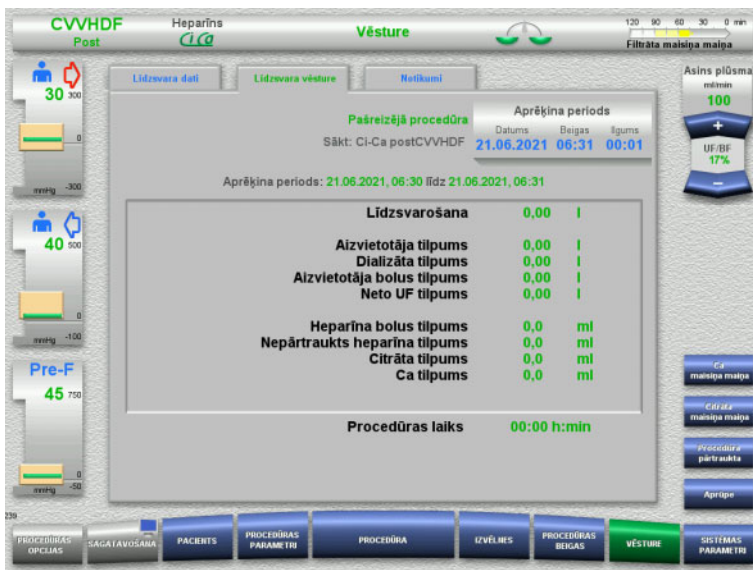 CVVHDF
Post
Heparīns
Ci Ca
Vēsture
120 90 60 30 0 min
Filtrāta maisiņa maiņa
30 300
0
mmHg -300
40 500
0
mmHg -100
Pre-F
45 750
0
mmHg -50
Līdzsvara dati
Līdzsvara vēsture
Notikumi
Pašreizējā procedūra
Sākt: Ci-Ca postCVVHDF
Aprēķina periods
Datums Beigas Ilgums
21.06.2021 06:31 00:01
Aprēķina periods: 21.06.2021, 06:30 līdz 21.06.2021, 06:31
Līdzsvarošana 0,00 l
Aizvietotāja tilpums 0,00 l
Dializāta tilpums 0,00 l
Aizvietotāja bolus tilpums 0,00 l
Neto UF tilpums 0,00 l
Heparīna bolus tilpums 0,0 ml
Nepārtraukts heparīna tilpums 0,0 ml
Citrāta tilpums 0,0 ml
Ca tilpums 0,0 ml
Procedūras laiks 00:00 h:min
Asins plūsma
ml/min
100
+
UF/BF
17%
−
Ca
maisiņa maiņa
Citrāta
maisiņa maiņa
Procedūra
pārtraukta
Aprūpe
239
PROCEDŪRAS
OPCIJAS
SAGATAVOŠANA
PACIENTS
PROCEDŪRAS
PARAMETRI
PROCEDŪRA
IZVĒLNES
PROCEDŪRAS
BEIGAS
VĒSTURE
SISTĒMAS
PARAMETRI